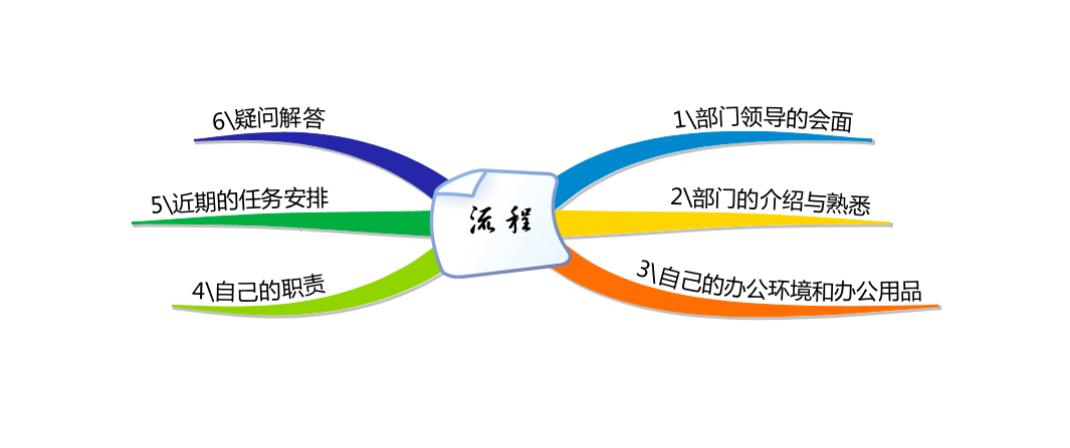 流程
1\部门领导的会面
2\部门的介绍与熟悉
3\自己的办公环境和办公用品
4\自己的职责
5\近期的任务安排
6\疑问解答